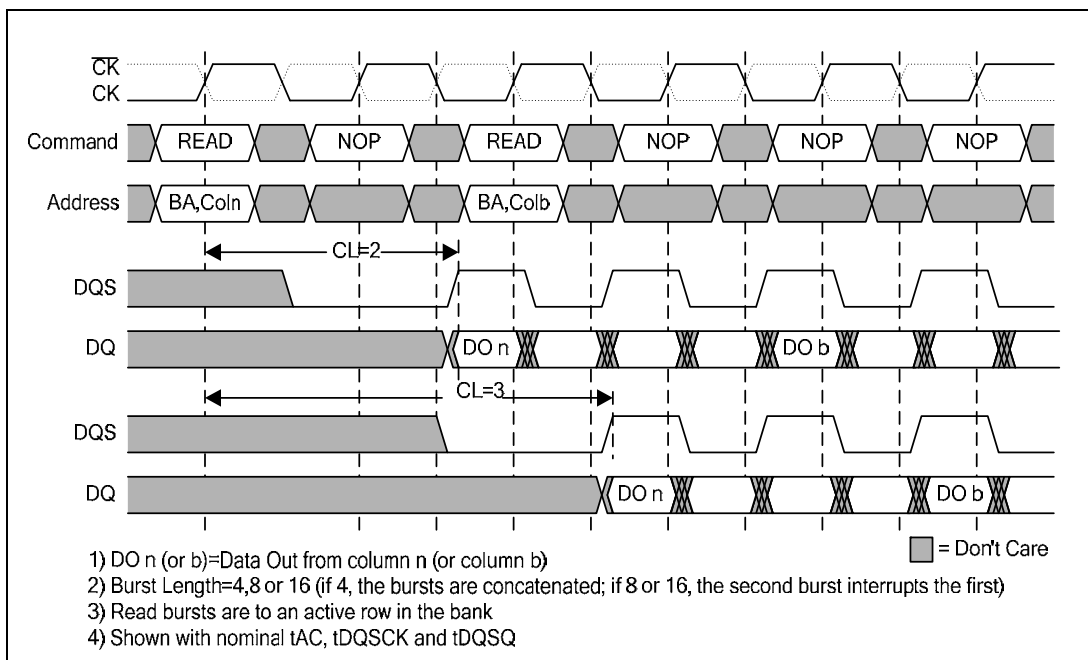 CK
CK
Command READ NOP READ NOP NOP NOP
Address BA,Coln BA,Colb
CL=2
DQS
DQ DO n DO b
CL=3
DQS
DQ DO n DO b
1) DO n (or b)=Data Out from column n (or column b)
= Don't Care
2) Burst Length=4,8 or 16 (if 4, the bursts are concatenated; if 8 or 16, the second burst interrupts the first)
3) Read bursts are to an active row in the bank
4) Shown with nominal tAC, tDQSCK and tDQSQ